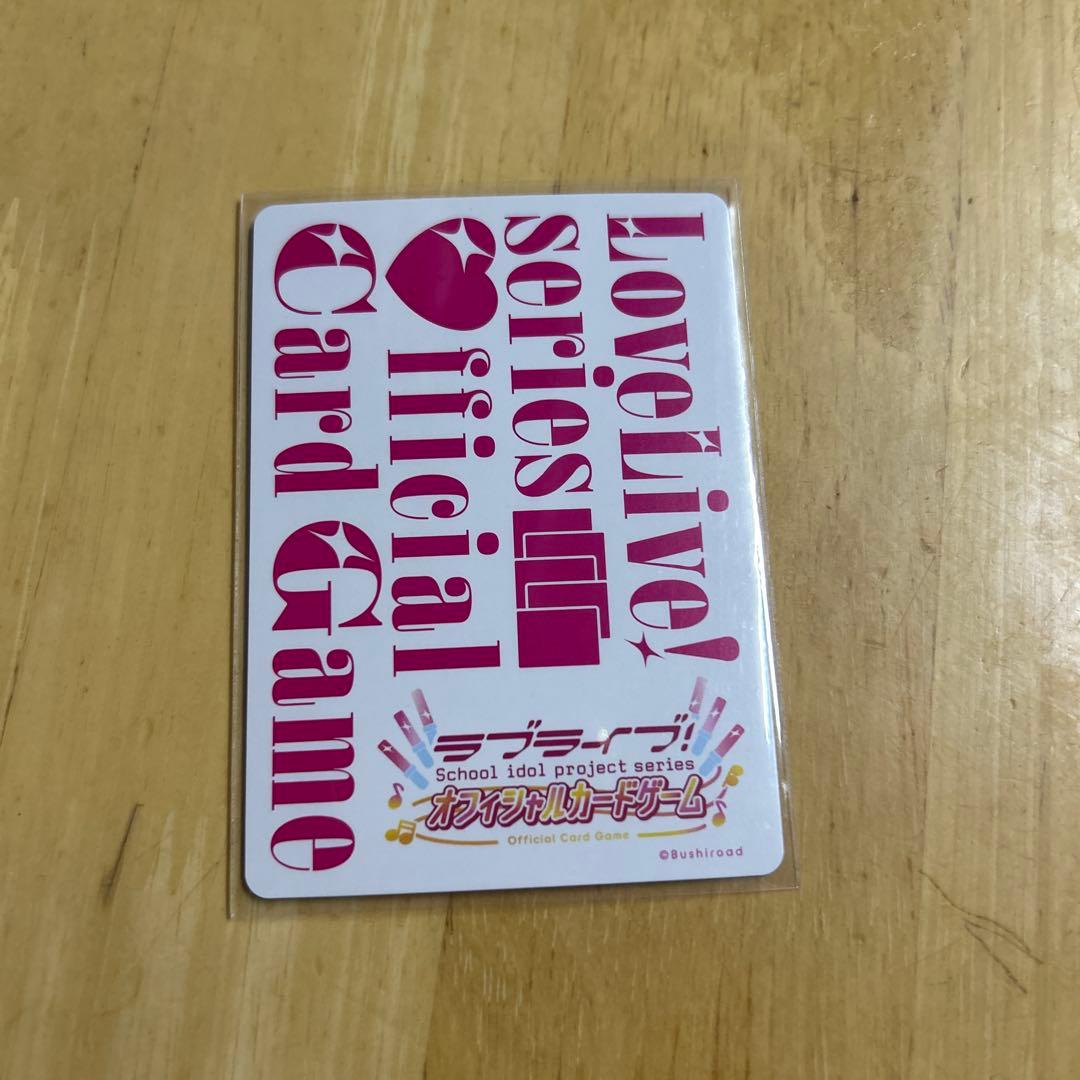 LoveLive!
series
♥fficial
Card Game
ラブライブ!
School idol project series
オフィシャルカードゲーム
Official Card Game
©Bushiroad